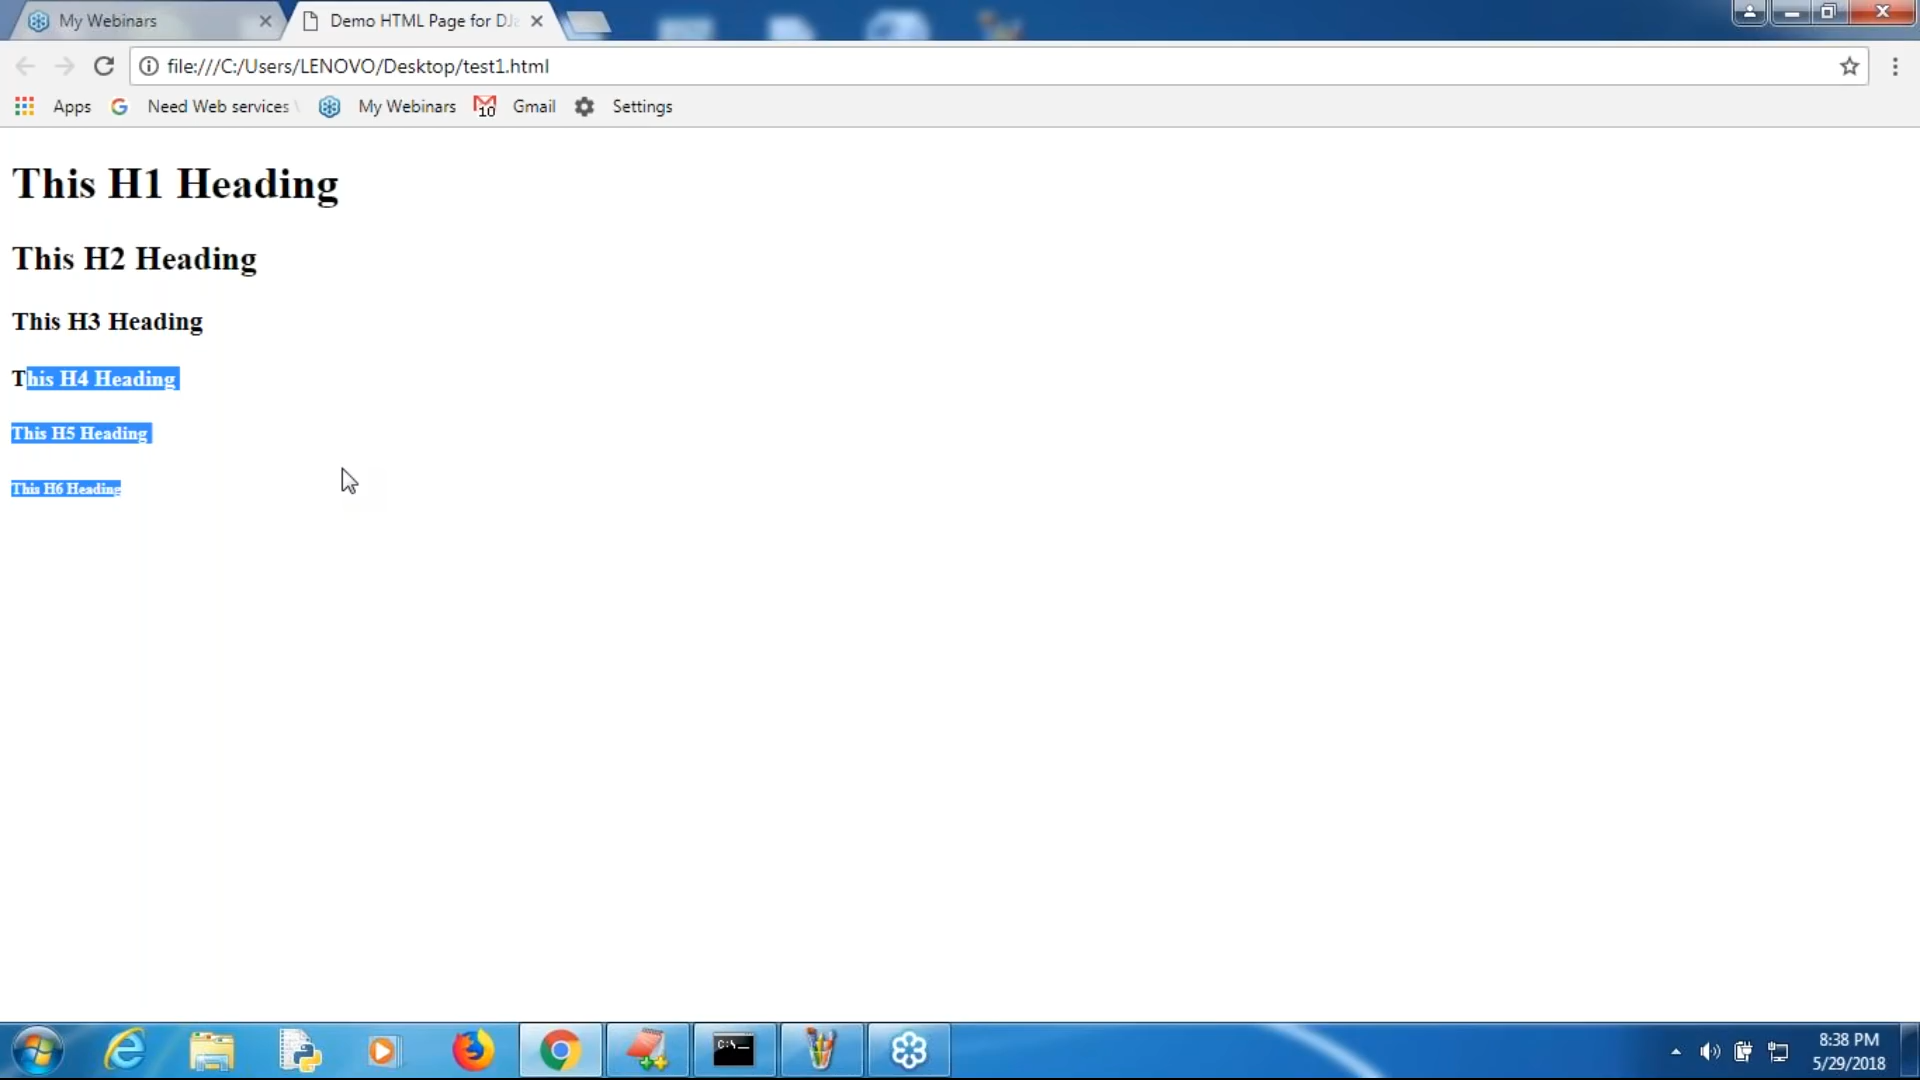 My Webinars
Demo HTML Page for DJa
file:///C:/Users/LENOVO/Desktop/test1.html
Apps Need Web services My Webinars 10 Gmail Settings
This H1 Heading
This H2 Heading
This H3 Heading
This H4 Heading
This H5 Heading
This H6 Heading
C:\_
8:38 PM
5/29/2018